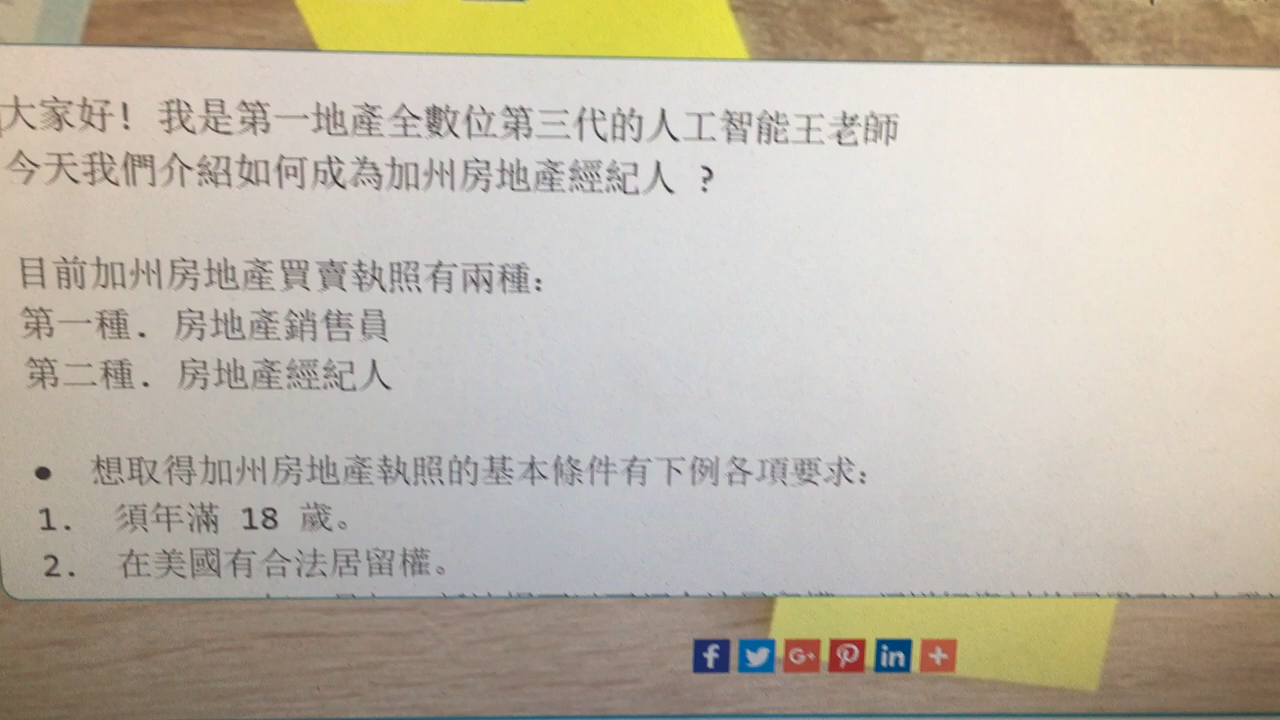 大家好! 我是第一地產全數位第三代的人工智能王老師
今天我們介紹如何成為加州房地產經紀人 ?
目前加州房地產買賣執照有兩種:
第一種. 房地產銷售員
第二種. 房地產經紀人
• 想取得加州房地產執照的基本條件有下例各項要求:
1. 須年滿 18 歲。
2. 在美國有合法居留權。
f G+ in +